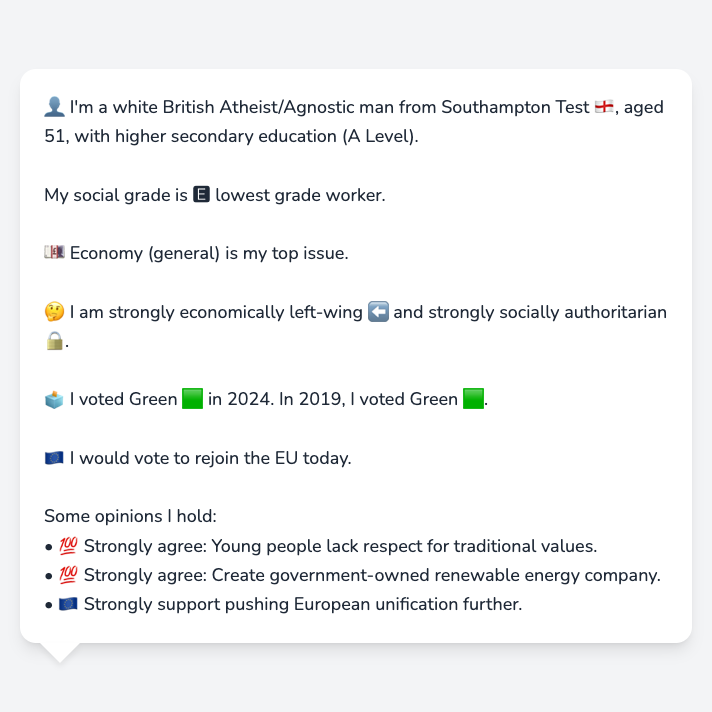 👤 I'm a white British Atheist/Agnostic man from Southampton Test 🏴󠁧󠁢󠁥󠁮󠁧󠁿, aged
51, with higher secondary education (A Level).
My social grade is 🅴 lowest grade worker.
💷 Economy (general) is my top issue.
🤔 I am strongly economically left-wing ⬅️ and strongly socially authoritarian
🔒.
🗳️ I voted Green 🟩 in 2024. In 2019, I voted Green 🟩.
🇪🇺 I would vote to rejoin the EU today.
Some opinions I hold:
• 💯 Strongly agree: Young people lack respect for traditional values.
• 💯 Strongly agree: Create government-owned renewable energy company.
• 🇪🇺 Strongly support pushing European unification further.